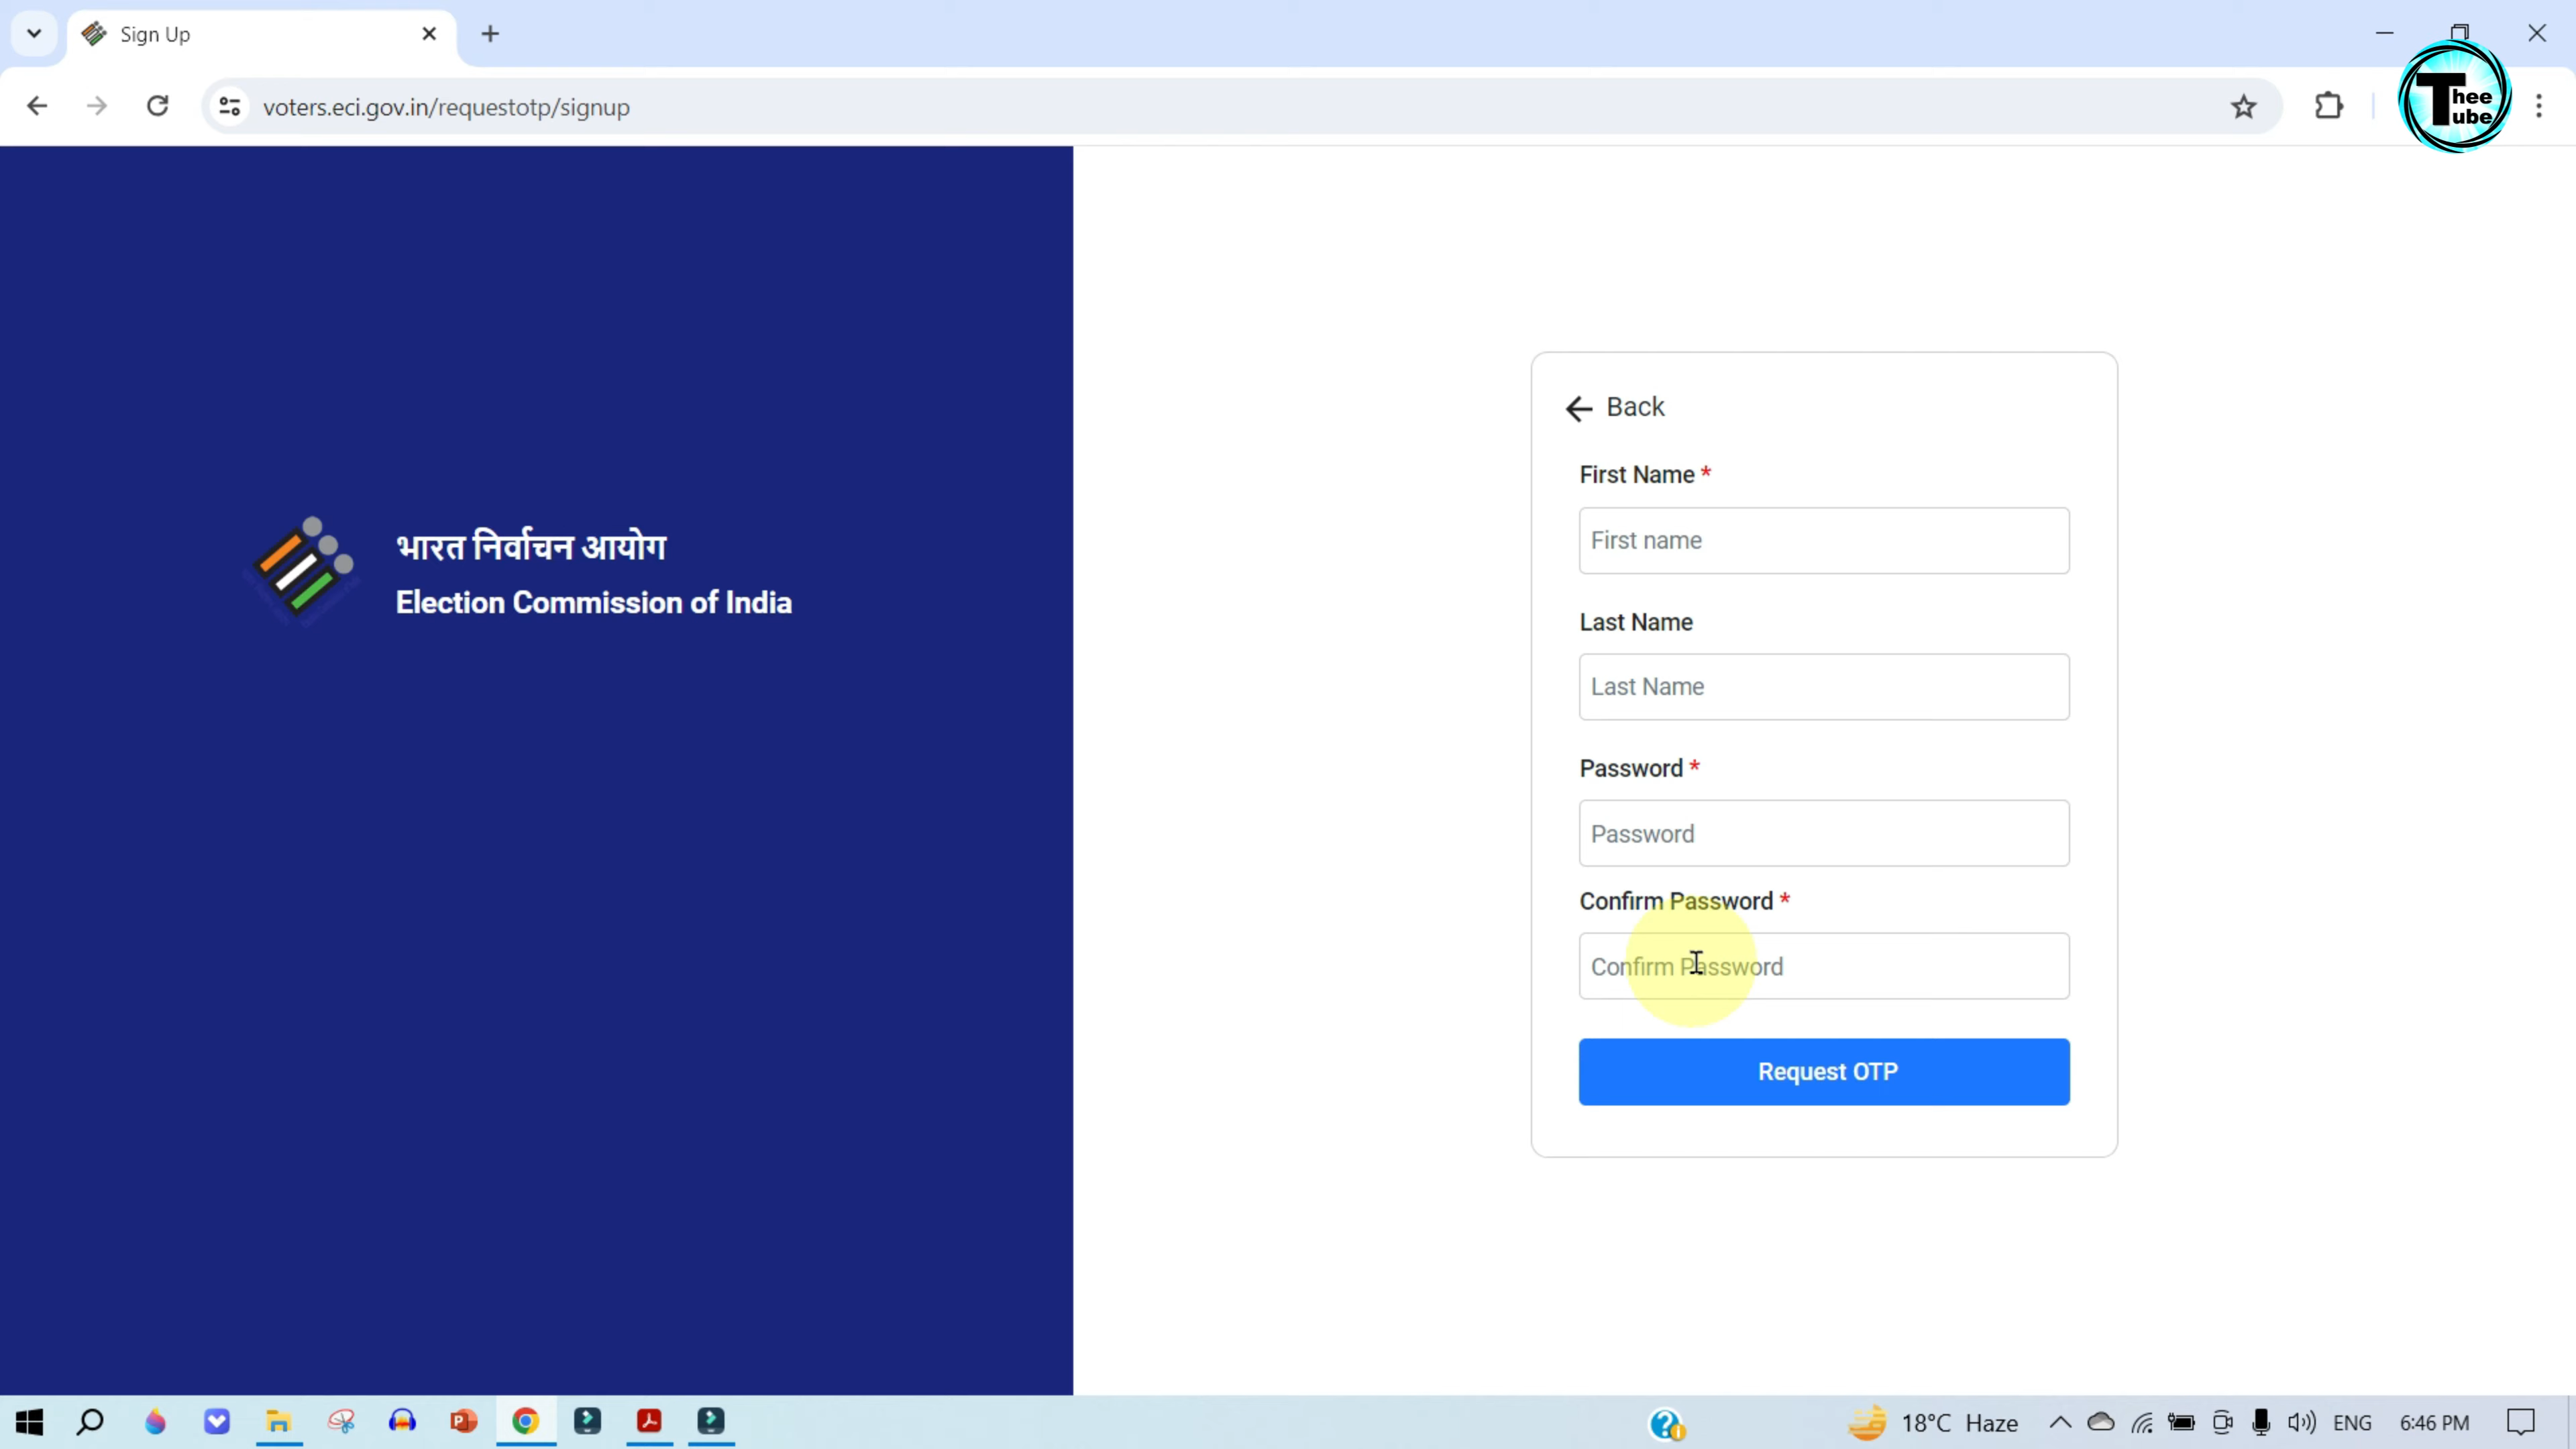 Sign Up
voters.eci.gov.in/requestotp/signup
Thee
Tube
भारत निर्वाचन आयोग
Election Commission of India
Back
First Name *
First name
Last Name
Last Name
Password *
Password
Confirm Password *
Confirm Password
Request OTP
18°C Haze
ENG
6:46 PM